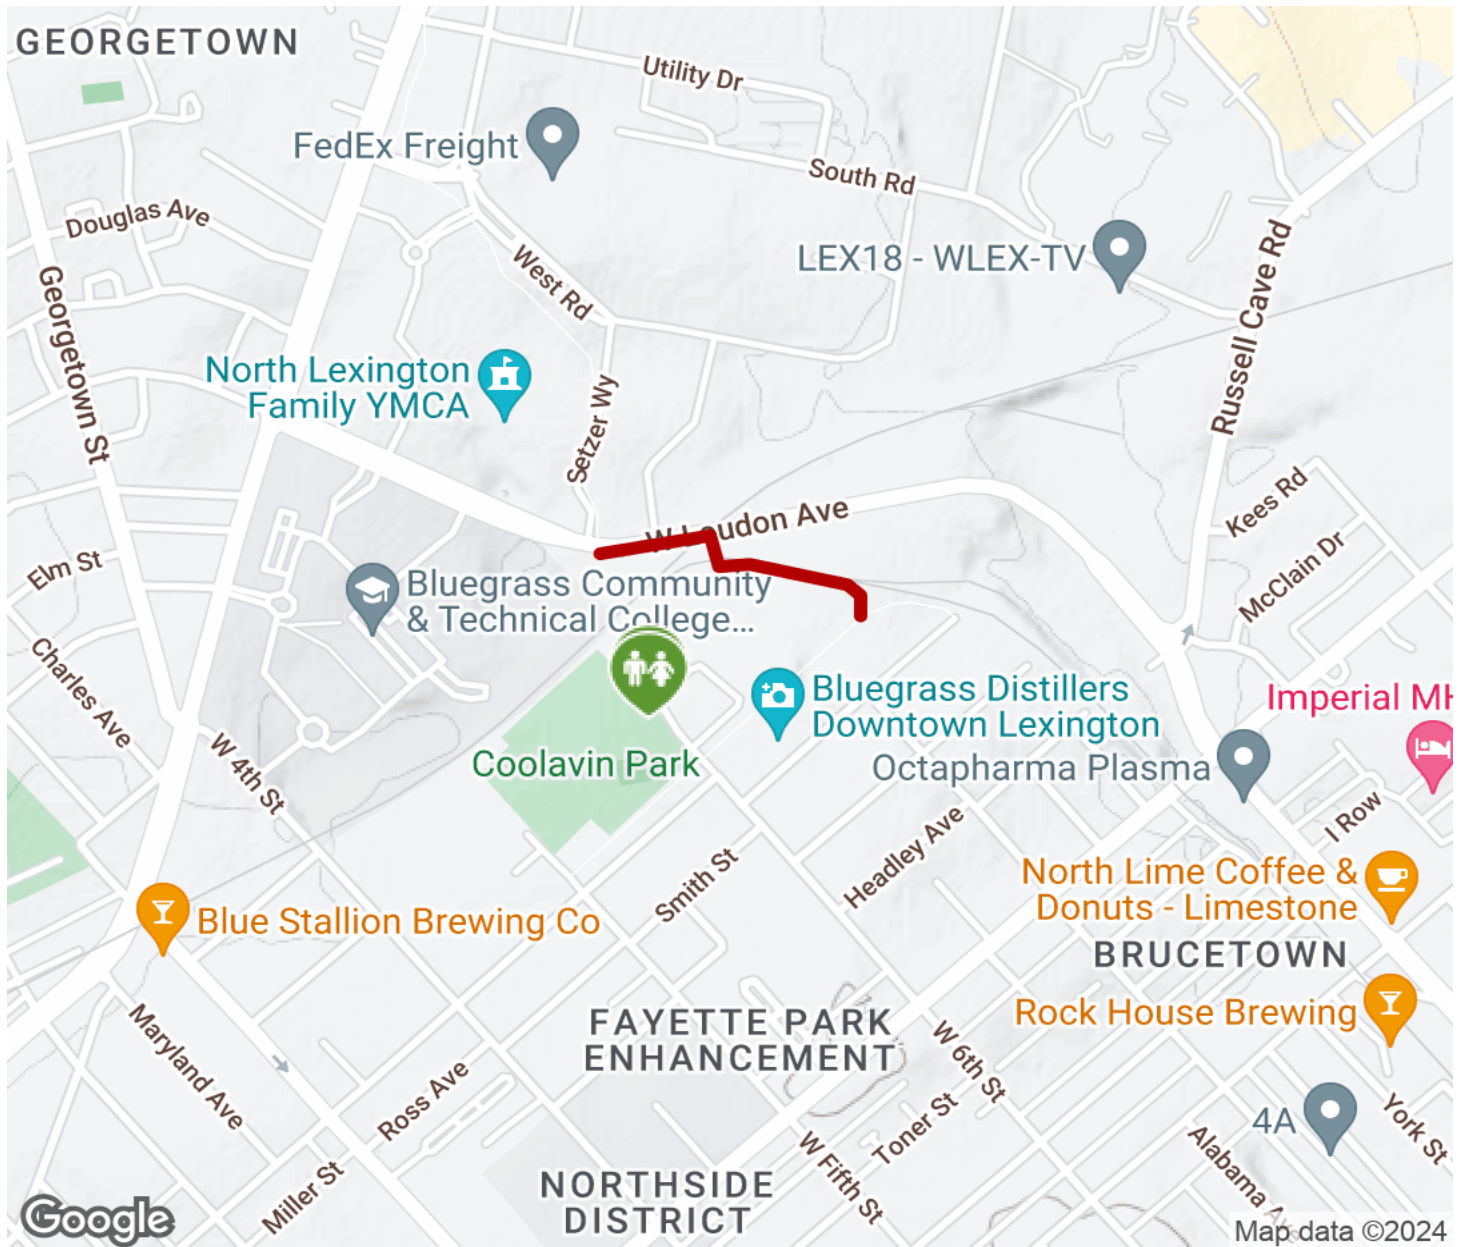 GEORGETOWN
Utility Dr
FedEx Freight
South Rd
Douglas Ave
LEX18 - WLEX-TV
West Rd
Russell Cave Rd
Georgetown St
North Lexington
Family YMCA
Setzer Wy
Kees Rd
W Loudon Ave
McClain Dr
Elm St
Bluegrass Community
& Technical College...
Charles Ave
Bluegrass Distillers
Downtown Lexington
Imperial MH
W 4th St
Coolavin Park
Octapharma Plasma
I Row
Smith St
Headley Ave
North Lime Coffee &
Donuts - Limestone
Blue Stallion Brewing Co
BRUCETOWN
Rock House Brewing
FAYETTE PARK
ENHANCEMENT
Maryland Ave
Ross Ave
W 6th St
Toner St
4A
York St
W Fifth St
Alabama Ave
Miller St
NORTHSIDE
DISTRICT
Google
Map data ©2024